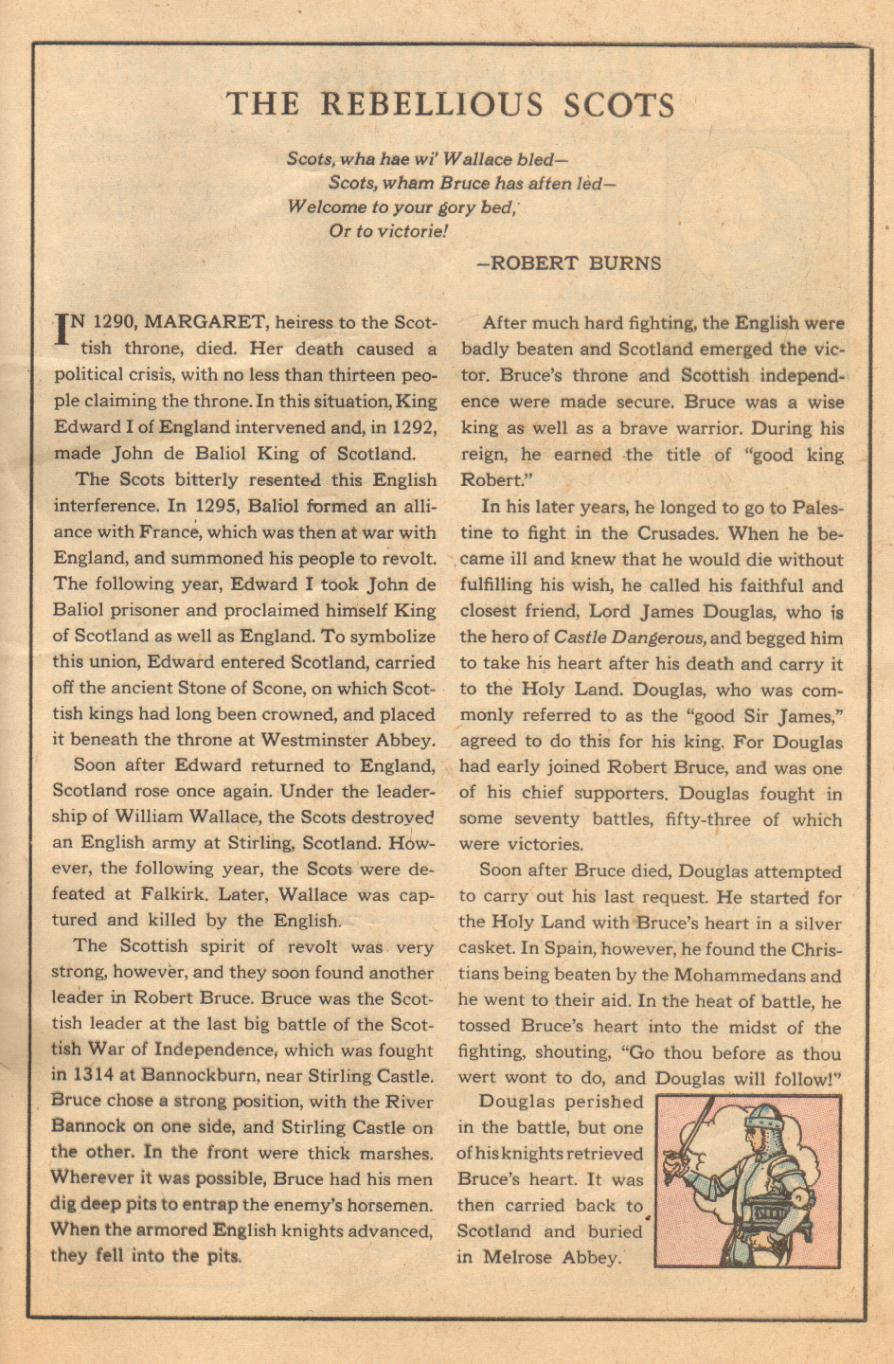 THE REBELLIOUS SCOTS
Scots, wha hae wi' Wallace bled—
Scots, wham Bruce has aften led—
Welcome to your gory bed,
Or to victorie!
—ROBERT BURNS
IN 1290, MARGARET, heiress to the Scot-
tish throne, died. Her death caused a
political crisis, with no less than thirteen peo-
ple claiming the throne. In this situation, King
Edward I of England intervened and, in 1292,
made John de Baliol King of Scotland.
The Scots bitterly resented this English
interference. In 1295, Baliol formed an alli-
ance with France, which was then at war with
England, and summoned his people to revolt.
The following year, Edward I took John de
Baliol prisoner and proclaimed himself King
of Scotland as well as England. To symbolize
this union, Edward entered Scotland, carried
off the ancient Stone of Scone, on which Scot-
tish kings had long been crowned, and placed
it beneath the throne at Westminster Abbey.
Soon after Edward returned to England,
Scotland rose once again. Under the leader-
ship of William Wallace, the Scots destroyed
an English army at Stirling, Scotland. How-
ever, the following year, the Scots were de-
feated at Falkirk. Later, Wallace was cap-
tured and killed by the English.
The Scottish spirit of revolt was very
strong, however, and they soon found another
leader in Robert Bruce. Bruce was the Scot-
tish leader at the last big battle of the Scot-
tish War of Independence, which was fought
in 1314 at Bannockburn, near Stirling Castle.
Bruce chose a strong position, with the River
Bannock on one side, and Stirling Castle on
the other. In the front were thick marshes.
Wherever it was possible, Bruce had his men
dig deep pits to entrap the enemy's horsemen.
When the armored English knights advanced,
they fell into the pits.
After much hard fighting, the English were
badly beaten and Scotland emerged the vic-
tor. Bruce's throne and Scottish independ-
ence were made secure. Bruce was a wise
king as well as a brave warrior. During his
reign, he earned the title of "good king
Robert."
In his later years, he longed to go to Pales-
tine to fight in the Crusades. When he be-
came ill and knew that he would die without
fulfilling his wish, he called his faithful and
closest friend, Lord James Douglas, who is
the hero of Castle Dangerous, and begged him
to take his heart after his death and carry it
to the Holy Land. Douglas, who was com-
monly referred to as the "good Sir James,"
agreed to do this for his king. For Douglas
had early joined Robert Bruce, and was one
of his chief supporters. Douglas fought in
some seventy battles, fifty-three of which
were victories.
Soon after Bruce died, Douglas attempted
to carry out his last request. He started for
the Holy Land with Bruce's heart in a silver
casket. In Spain, however, he found the Chris-
tians being beaten by the Mohammedans and
he went to their aid. In the heat of battle, he
tossed Bruce's heart into the midst of the
fighting, shouting, "Go thou before as thou
wert wont to do, and Douglas will follow!"
Douglas perished
in the battle, but one
of his knights retrieved
Bruce's heart. It was
then carried back to
Scotland and buried
in Melrose Abbey.